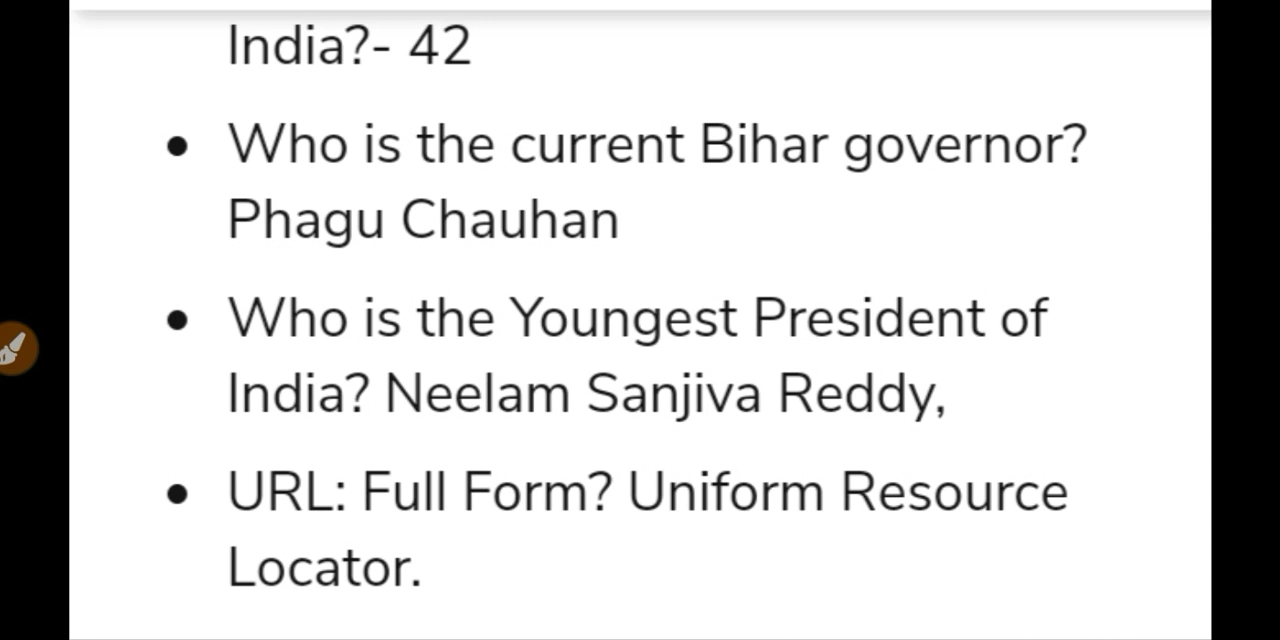 India?- 42
• Who is the current Bihar governor?
Phagu Chauhan
• Who is the Youngest President of
India? Neelam Sanjiva Reddy,
• URL: Full Form? Uniform Resource
Locator.